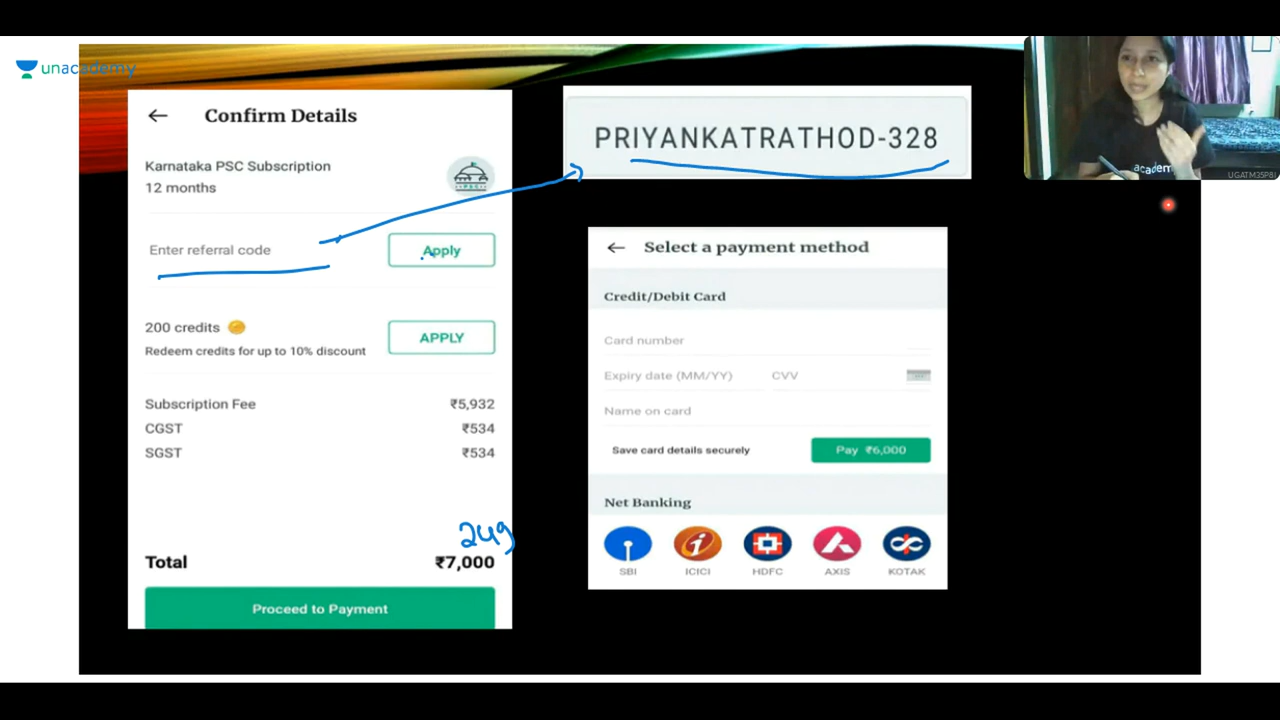 unacademy
Confirm Details
Karnataka PSC Subscription
12 months
PSC
Enter referral code
Apply
200 credits
Redeem credits for up to 10% discount
APPLY
Subscription Fee ₹5,932
CGST ₹534
SGST ₹534
249
Total ₹7,000
Proceed to Payment
PRIYANKATRATHOD-328
Select a payment method
Credit/Debit Card
Card number
Expiry date (MM/YY) CVV
Name on card
Save card details securely
Pay ₹6,000
Net Banking
SBI ICICI HDFC AXIS KOTAK
academy
UGATM35P8I